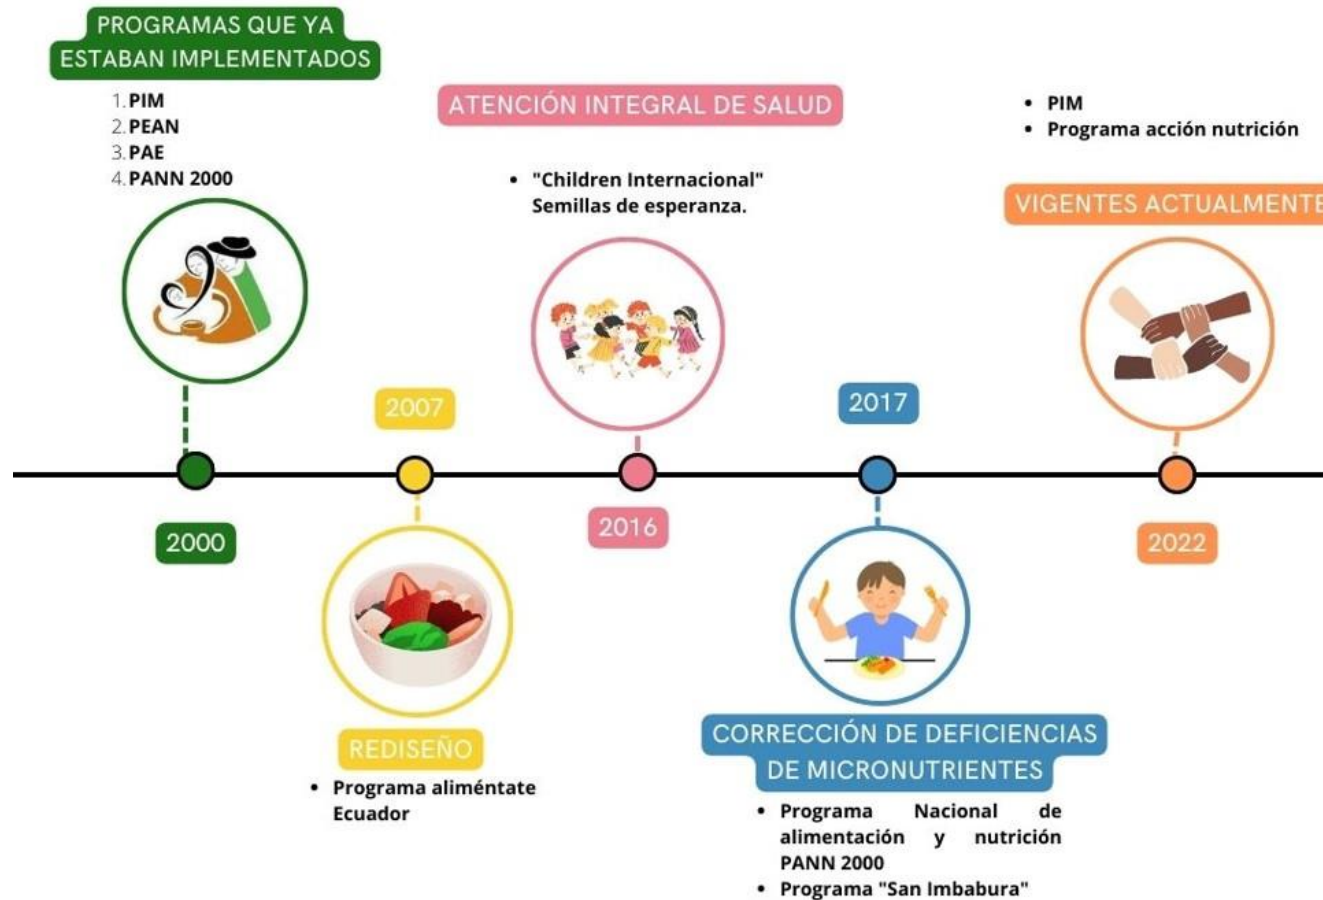 PROGRAMAS QUE YA
ESTABAN IMPLEMENTADOS
1. PIM
2. PEAN
3. PAE
4. PANN 2000
2000
2007
REDISEÑO
• Programa aliméntate
Ecuador
ATENCIÓN INTEGRAL DE SALUD
• "Children Internacional"
Semillas de esperanza.
2016
2017
CORRECCIÓN DE DEFICIENCIAS
DE MICRONUTRIENTES
• Programa Nacional de
alimentación y nutrición
PANN 2000
• Programa "San Imbabura"
• PIM
• Programa acción nutrición
VIGENTES ACTUALMENTE
2022